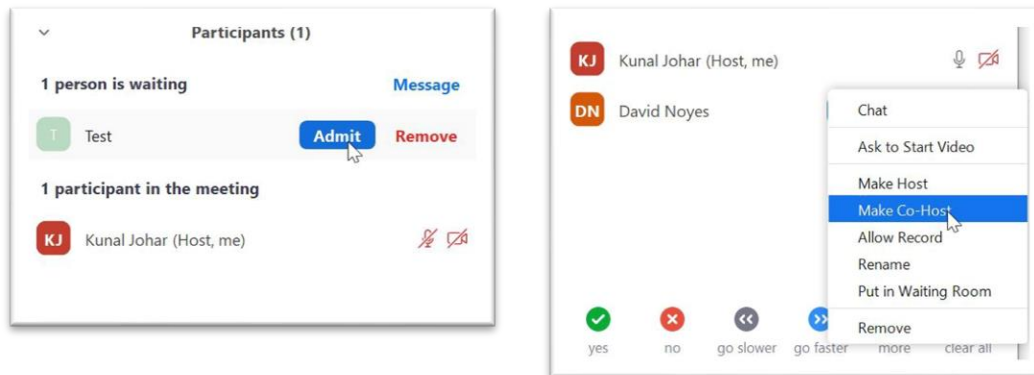 Participants (1)
1 person is waiting Message
T Test Admit Remove
1 participant in the meeting
KJ Kunal Johar (Host, me)
KJ Kunal Johar (Host, me)
DN David Noyes
Chat
Ask to Start Video
Make Host
Make Co-Host
Allow Record
Rename
Put in Waiting Room
Remove
yes no go slower go faster more clear all